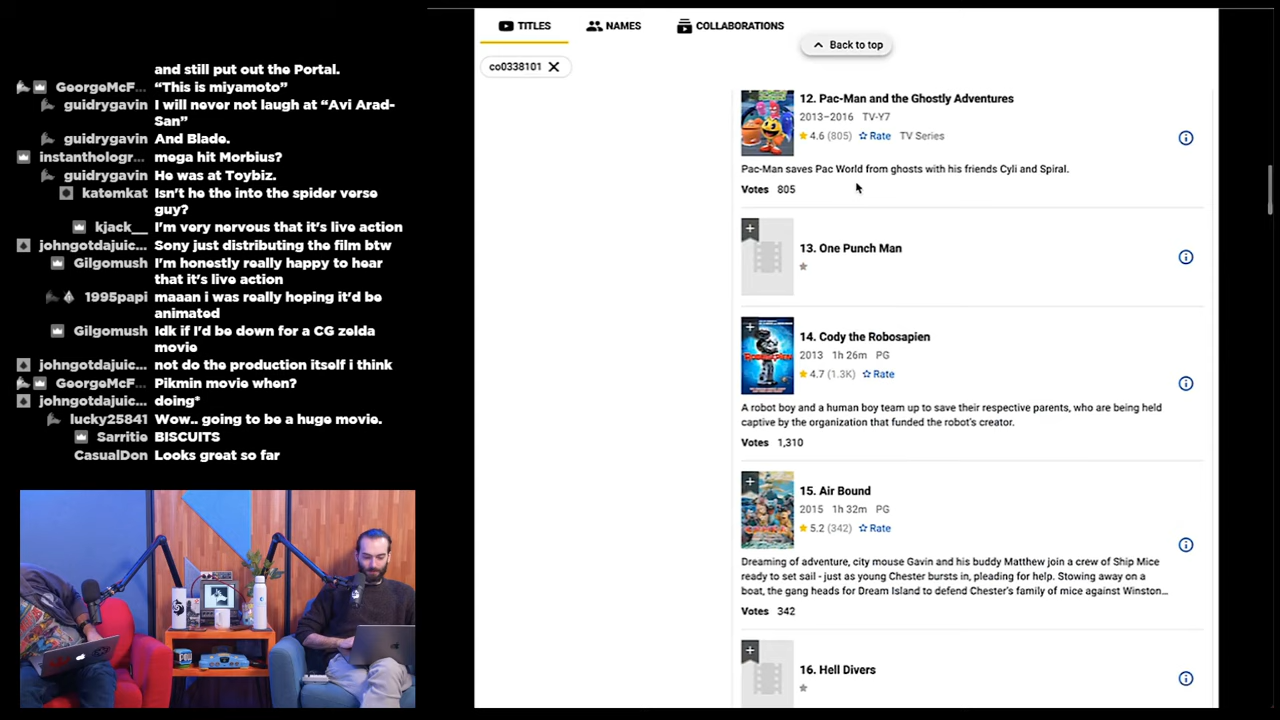 and still put out the Portal.
GeorgeMcF... “This is miyamoto”
guidrygavin I will never not laugh at “Avi Arad-
San”
guidrygavin And Blade.
instanthologr... mega hit Morbius?
guidrygavin He was at Toybiz.
katemkat Isn’t he the into the spider verse
guy?
kjack__ I’m very nervous that it’s live action
johngotdajuic... Sony just distributing the film btw
Gilgomush I’m honestly really happy to hear
that it’s live action
1995papi maaan i was really hoping it’d be
animated
Gilgomush Idk if I’d be down for a CG zelda
movie
johngotdajuic... not do the production itself i think
GeorgeMcF... Pikmin movie when?
johngotdajuic... doing*
lucky25841 Wow.. going to be a huge movie.
Sarritie BISCUITS
CasualDon Looks great so far
TITLES NAMES COLLABORATIONS
Back to top
co0338101
12. Pac-Man and the Ghostly Adventures
2013–2016 TV-Y7
4.6 (805) Rate TV Series
Pac-Man saves Pac World from ghosts with his friends Cyli and Spiral.
Votes 805
13. One Punch Man
14. Cody the Robosapien
2013 1h 26m PG
4.7 (1.3K) Rate
A robot boy and a human boy team up to save their respective parents, who are being held
captive by the organization that funded the robot's creator.
Votes 1,310
15. Air Bound
2015 1h 32m PG
5.2 (342) Rate
Dreaming of adventure, city mouse Gavin and his buddy Matthew join a crew of Ship Mice
ready to set sail - just as young Chester bursts in, pleading for help. Stowing away on a
boat, the gang heads for Dream Island to defend Chester's family of mice against Winston...
Votes 342
16. Hell Divers